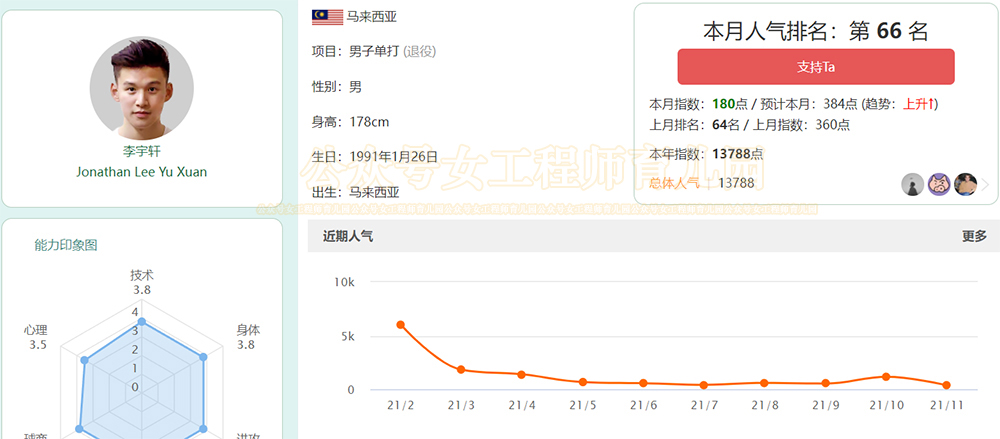 李宇轩
Jonathan Lee Yu Xuan
能力印象图
技术
3.8
心理
3.5
身体
3.8
4
3
2
1
0
球商
进攻
马来西亚
项目：男子单打 (退役)
性别：男
身高：178cm
生日：1991年1月26日
出生：马来西亚
本月人气排名：第 66 名
支持Ta
本月指数：180点 / 预计本月：384点 (趋势：上升↑)
上月排名：64名 / 上月指数：360点
本年指数：13788点
总体人气 ： 13788
公众号女工程师育儿萌
近期人气
更多
10k
5k
0
21/2 21/3 21/4 21/5 21/6 21/7 21/8 21/9 21/10 21/11